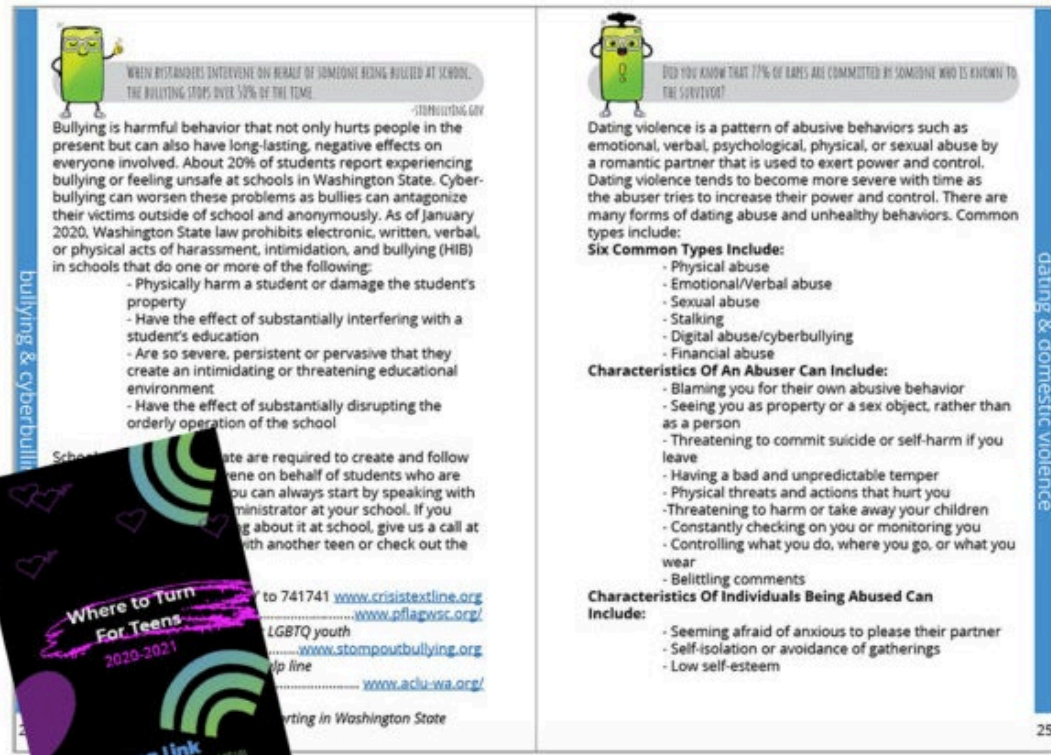 WHEN BYSTANDERS INTERVENE ON BEHALF OF SOMEONE BEING BULLIED AT SCHOOL,
THE BULLYING STOPS OVER 50% OF THE TIME.
-STOPBULLYING.GOV
Bullying is harmful behavior that not only hurts people in the
present but can also have long-lasting, negative effects on
everyone involved. About 20% of students report experiencing
bullying or feeling unsafe at schools in Washington State. Cyber-
bullying can worsen these problems as bullies can antagonize
their victims outside of school and anonymously. As of January
2020, Washington State law prohibits electronic, written, verbal,
or physical acts of harassment, intimidation, and bullying (HIB)
in schools that do one or more of the following:
- Physically harm a student or damage the student's
property
- Have the effect of substantially interfering with a
student's education
- Are so severe, persistent or pervasive that they
create an intimidating or threatening educational
environment
- Have the effect of substantially disrupting the
orderly operation of the school
ate are required to create and follow
ene on behalf of students who are
ou can always start by speaking with
ministrator at your school. If you
g about it at school, give us a call at
ith another teen or check out the
to 741741 www.crisistextline.org
www.pflagwsc.org/
LGBTQ youth
www.stompoutbullying.org
lp line
www.aclu-wa.org/
rting in Washington State
bullying & cyberbulli
Where to Turn
For Teens
2020-2021
link
DID YOU KNOW THAT 77% OF RAPES ARE COMMITTED BY SOMEONE WHO IS KNOWN TO
THE SURVIVOR?
Dating violence is a pattern of abusive behaviors such as
emotional, verbal, psychological, physical, or sexual abuse by
a romantic partner that is used to exert power and control.
Dating violence tends to become more severe with time as
the abuser tries to increase their power and control. There are
many forms of dating abuse and unhealthy behaviors. Common
types include:
Six Common Types Include:
- Physical abuse
- Emotional/Verbal abuse
- Sexual abuse
- Stalking
- Digital abuse/cyberbullying
- Financial abuse
Characteristics Of An Abuser Can Include:
- Blaming you for their own abusive behavior
- Seeing you as property or a sex object, rather than
as a person
- Threatening to commit suicide or self-harm if you
leave
- Having a bad and unpredictable temper
- Physical threats and actions that hurt you
-Threatening to harm or take away your children
- Constantly checking on you or monitoring you
- Controlling what you do, where you go, or what you
wear
- Belittling comments
Characteristics Of Individuals Being Abused Can
Include:
- Seeming afraid of anxious to please their partner
- Self-isolation or avoidance of gatherings
- Low self-esteem
dating & domestic violence
25